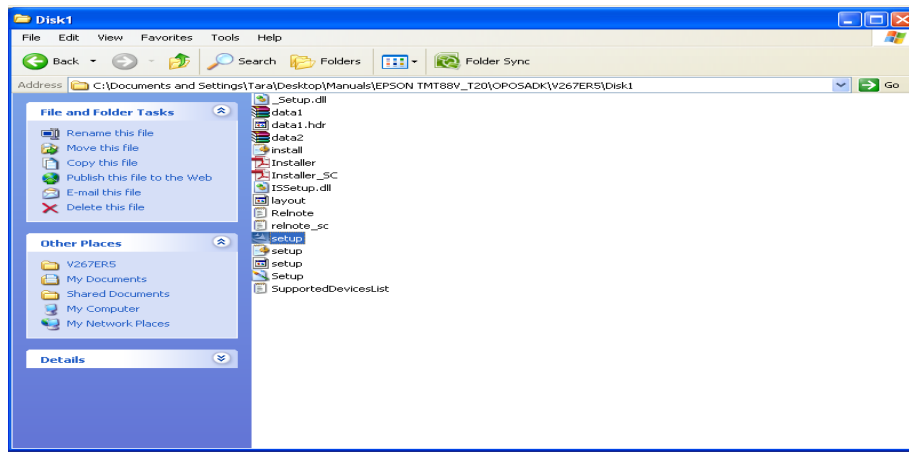 Disk1
File Edit View Favorites Tools Help
Back Search Folders Folder Sync
Address C:\Documents and Settings\Tara\Desktop\Manuals\EPSON TMT88V_T20\OPOSADK\V267ER5\Disk1 Go
File and Folder Tasks
Rename this file
Move this file
Copy this file
Publish this file to the Web
E-mail this file
Delete this file
Other Places
V267ER5
My Documents
Shared Documents
My Computer
My Network Places
Details
_Setup.dll
data1
data1.hdr
data2
install
Installer
Installer_SC
ISSetup.dll
layout
Relnote
relnote_sc
setup
setup
setup
Setup
SupportedDevicesList